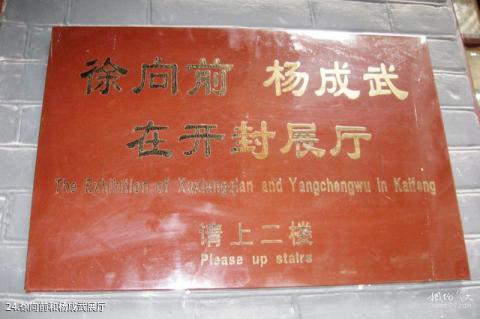 徐向前 杨成武
在开封展厅
The Exhibition of Xuxiangqian and Yangchengwu in Kaifeng
请上二楼
Please up stairs
24.徐向前和杨成武展厅